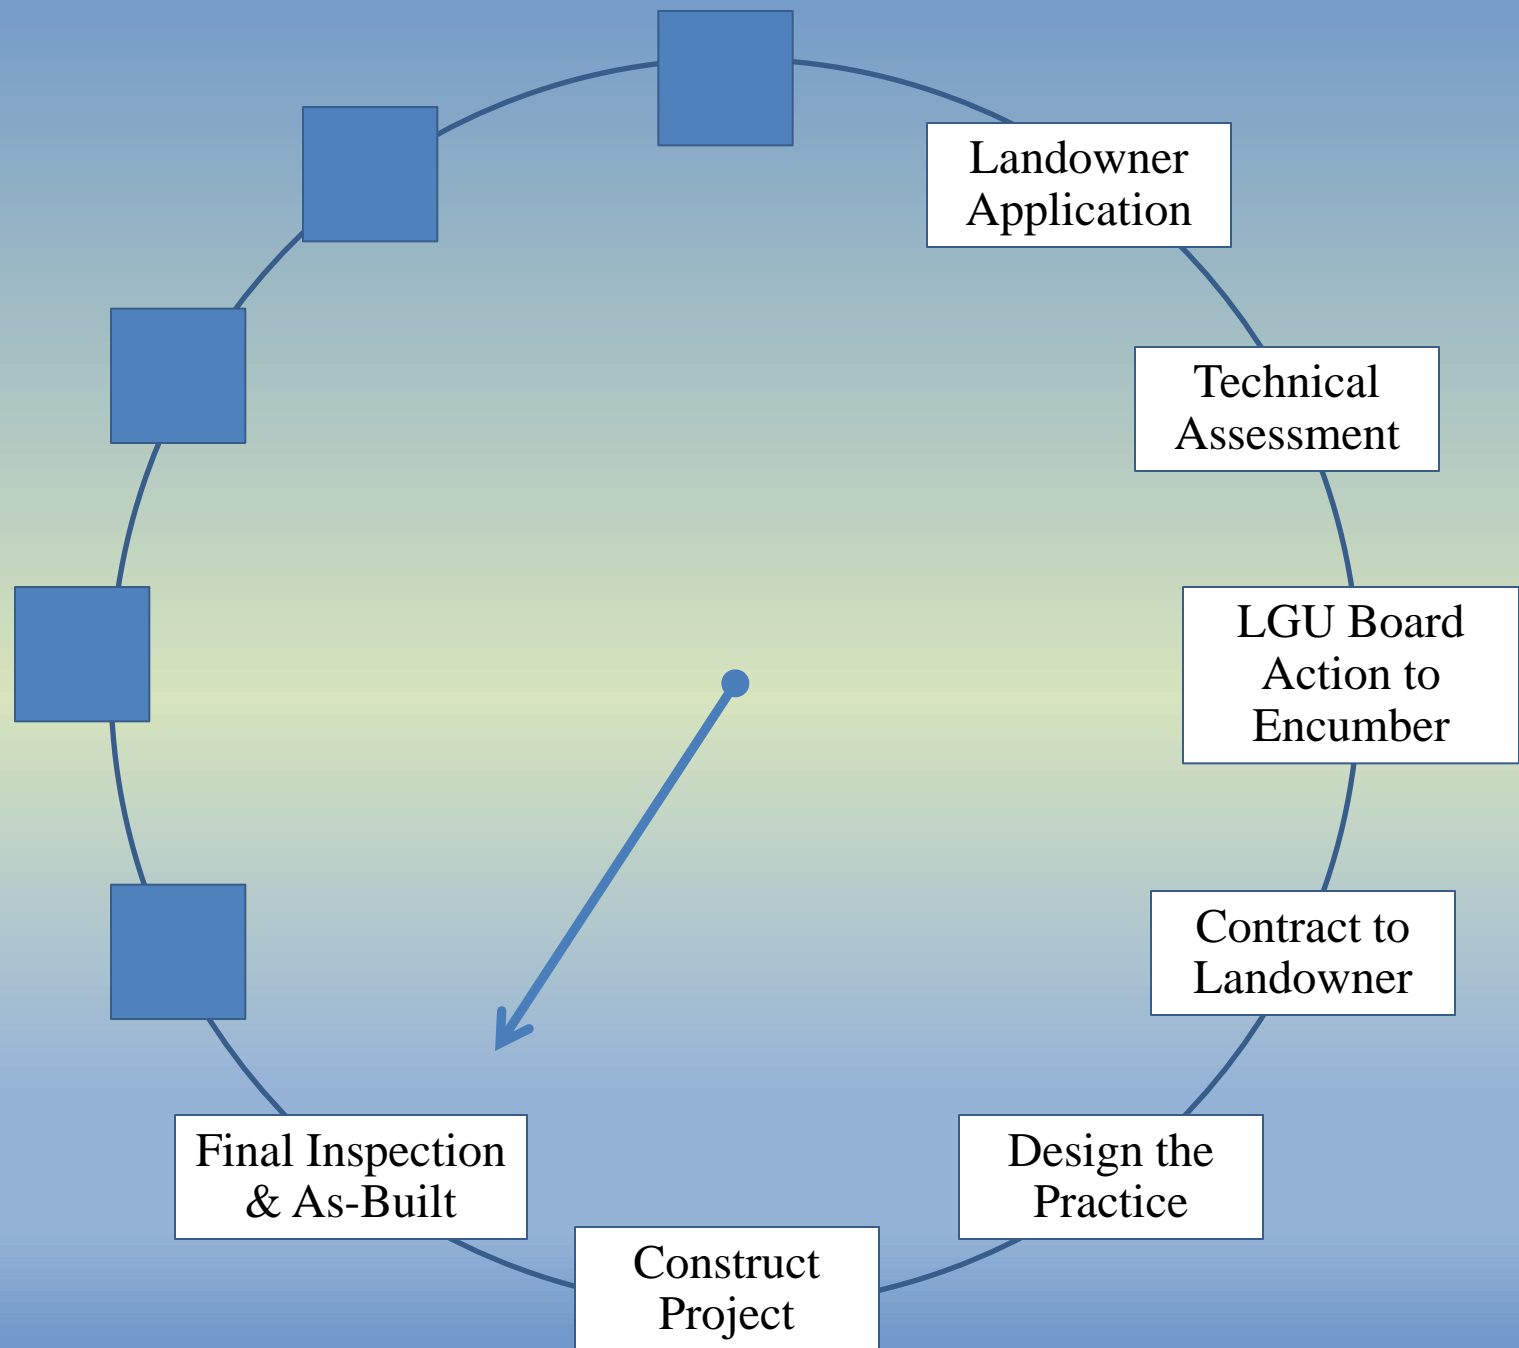 Landowner
Application
Technical
Assessment
LGU Board
Action to
Encumber
Contract to
Landowner
Design the
Practice
Construct
Project
Final Inspection
& As-Built